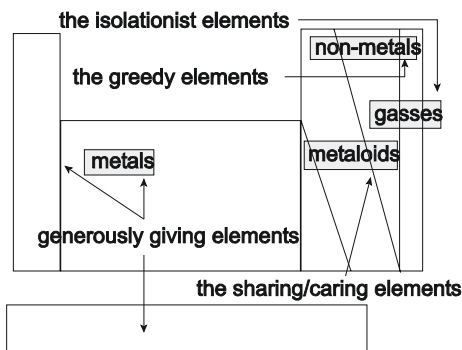 the isolationist elements
non-metals
the greedy elements
gasses
metaloids
metals
generously giving elements
the sharing/caring elements